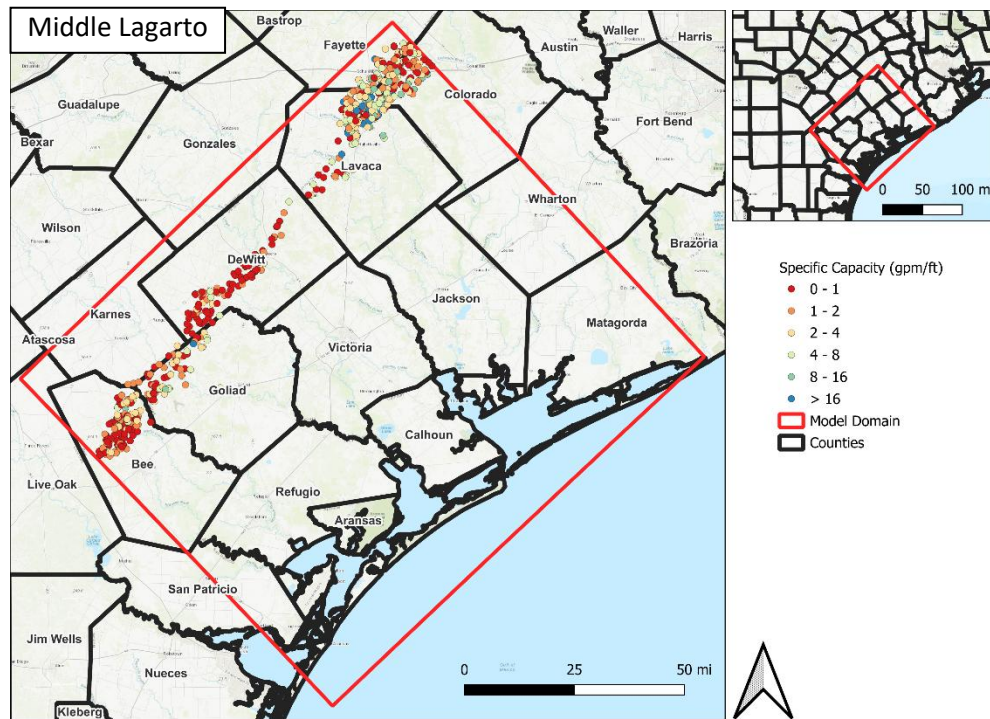 Middle Lagarto
Bastrop
Fayette
Austin
Waller
Harris
Colorado
Guadalupe
Fort Bend
Bexar
Gonzales
Lavaca
Wharton
Wilson
Brazoria
DeWitt
Jackson
Karnes
Matagorda
Atascosa
Victoria
Goliad
Calhoun
Bee
Live Oak
Refugio
Aransas
San Patricio
Jim Wells
Nueces
Kleberg
0 25 50 mi
0 50 100 mi
Specific Capacity (gpm/ft)
0 - 1
1 - 2
2 - 4
4 - 8
8 - 16
> 16
Model Domain
Counties